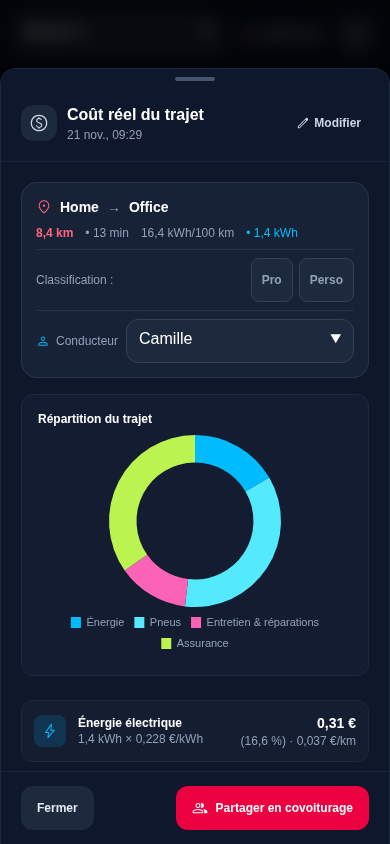 Coût réel du trajet
21 nov., 09:29
Modifier
Home → Office
8,4 km • 13 min 16,4 kWh/100 km • 1,4 kWh
Classification :
Pro
Perso
Conducteur
Camille
Répartition du trajet
Énergie Pneus Entretien & réparations
Assurance
Énergie électrique
0,31 €
1,4 kWh × 0,228 €/kWh
(16,6 %) · 0,037 €/km
Fermer
Partager en covoiturage